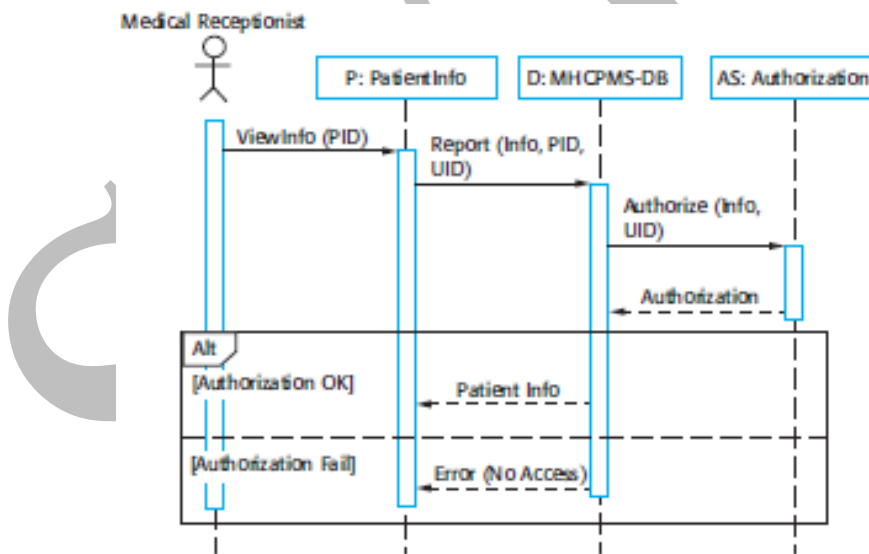 Medical Receptionist
P: PatientInfo
D: MHCPMS-DB
AS: Authorization
ViewInfo (PID)
Report (Info, PID,
UID)
Authorize (Info,
UID)
Authorization
Alt
[Authorization OK]
Patient Info
[Authorization Fail]
Error (No Access)